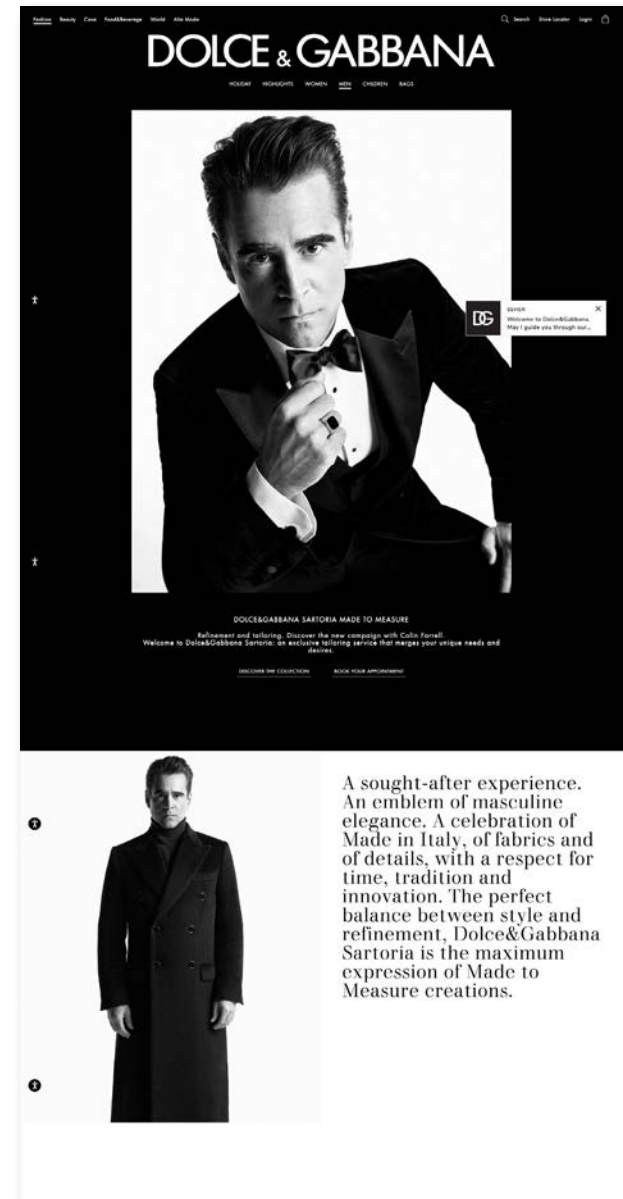 Fashion Beauty Casa Food&Beverage World Alta Moda
Search Store Locator Login
DOLCE & GABBANA
HOLIDAY HIGHLIGHTS WOMEN MEN CHILDREN BAGS
DG
Welcome to Dolce&Gabbana.
May I guide you through our...
DOLCE&GABBANA SARTORIA MADE TO MEASURE
Refinement and tailoring. Discover the new campaign with Colin Farrell.
Welcome to Dolce&Gabbana Sartoria: an exclusive tailoring service that merges your unique needs and
desires.
DISCOVER THE COLLECTION BOOK YOUR APPOINTMENT
A sought-after experience.
An emblem of masculine
elegance. A celebration of
Made in Italy, of fabrics and
of details, with a respect for
time, tradition and
innovation. The perfect
balance between style and
refinement, Dolce&Gabbana
Sartoria is the maximum
expression of Made to
Measure creations.